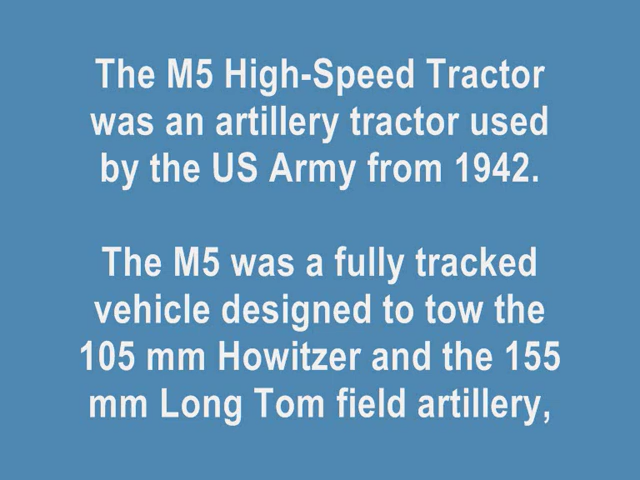 The M5 High-Speed Tractor
was an artillery tractor used
by the US Army from 1942.
The M5 was a fully tracked
vehicle designed to tow the
105 mm Howitzer and the 155
mm Long Tom field artillery,